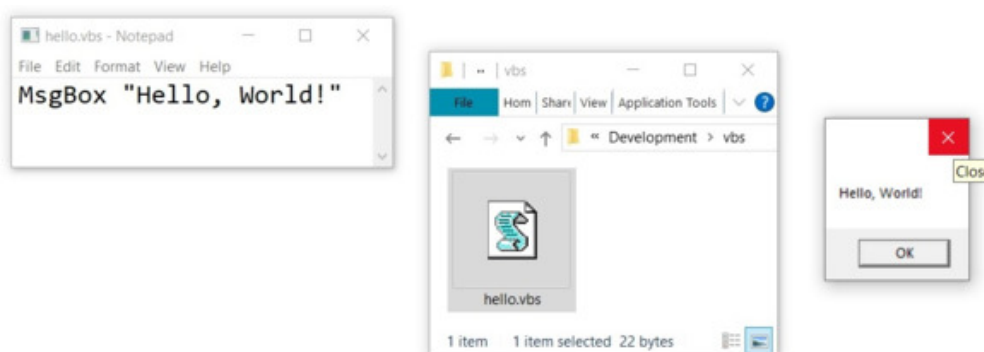 hello.vbs - Notepad
File Edit Format View Help
MsgBox "Hello, World!"
vbs
File Hom Share View Application Tools
« Development > vbs
hello.vbs
1 item 1 item selected 22 bytes
Close
Hello, World!
OK